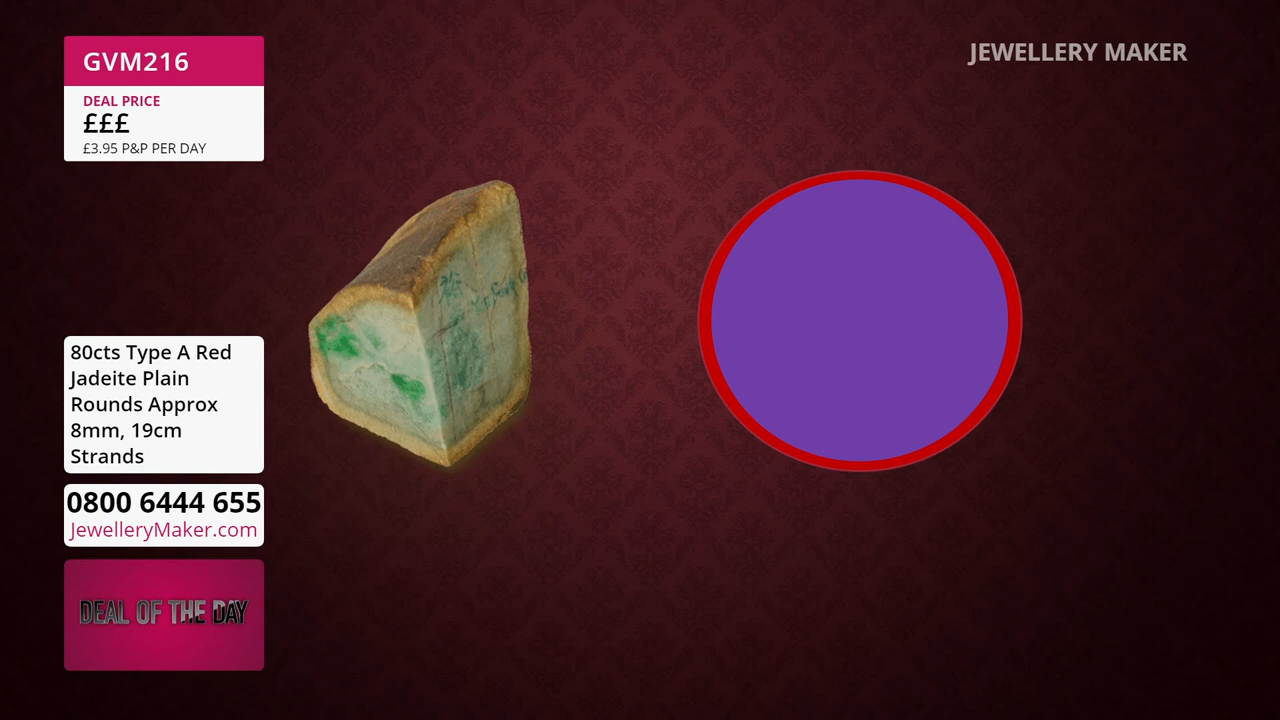 GVM216
DEAL PRICE
£££
£3.95 P&P PER DAY
JEWELLERY MAKER
80cts Type A Red
Jadeite Plain
Rounds Approx
8mm, 19cm
Strands
0800 6444 655
JewelleryMaker.com
DEAL OF THE DAY